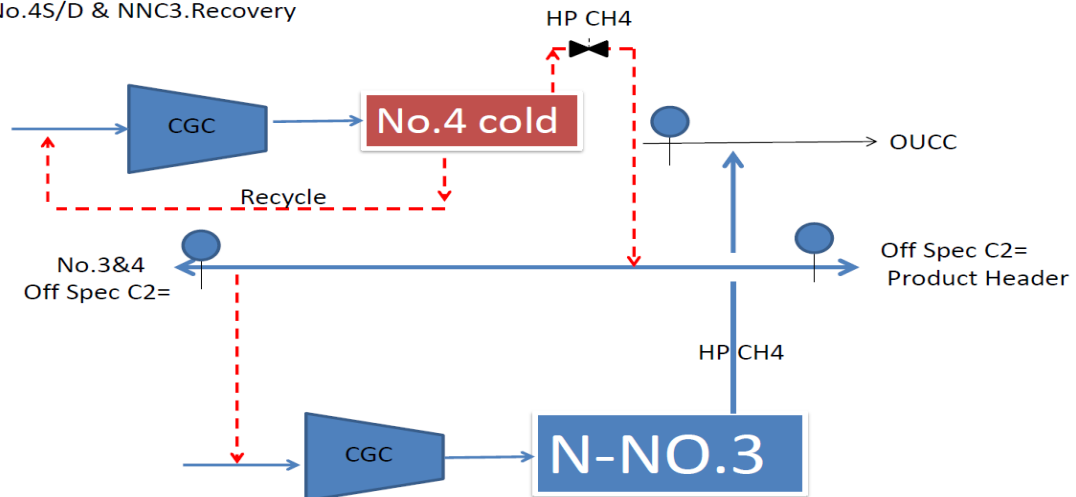 No.4S/D & NNC3.Recovery
HP CH4
CGC
No.4 cold
OUCC
Recycle
No.3&4
Off Spec C2=
Off Spec C2=
Product Header
HP CH4
CGC
N-NO.3